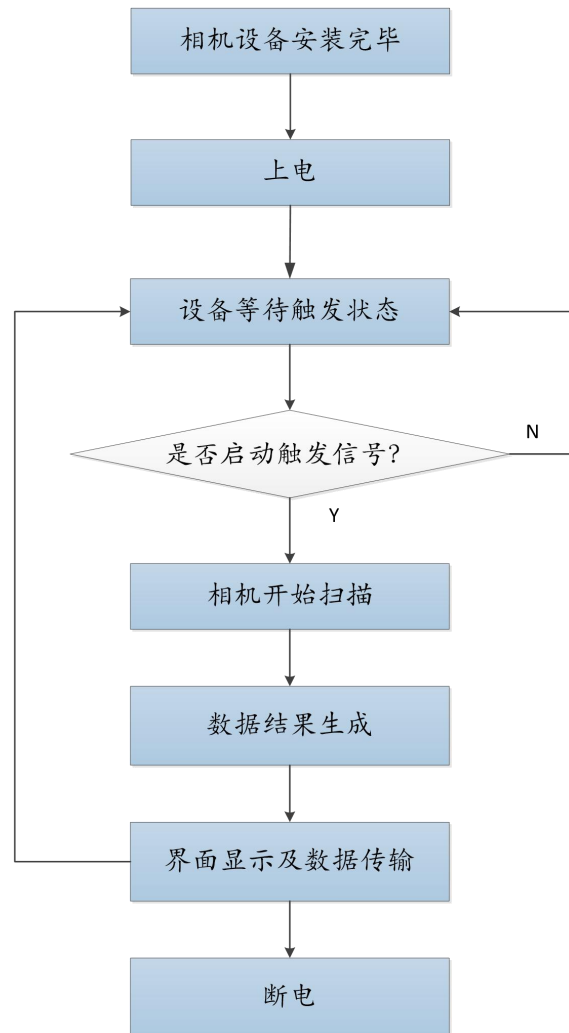 相机设备安装完毕
上电
设备等待触发状态
是否启动触发信号?
N
Y
相机开始扫描
数据结果生成
界面显示及数据传输
断电